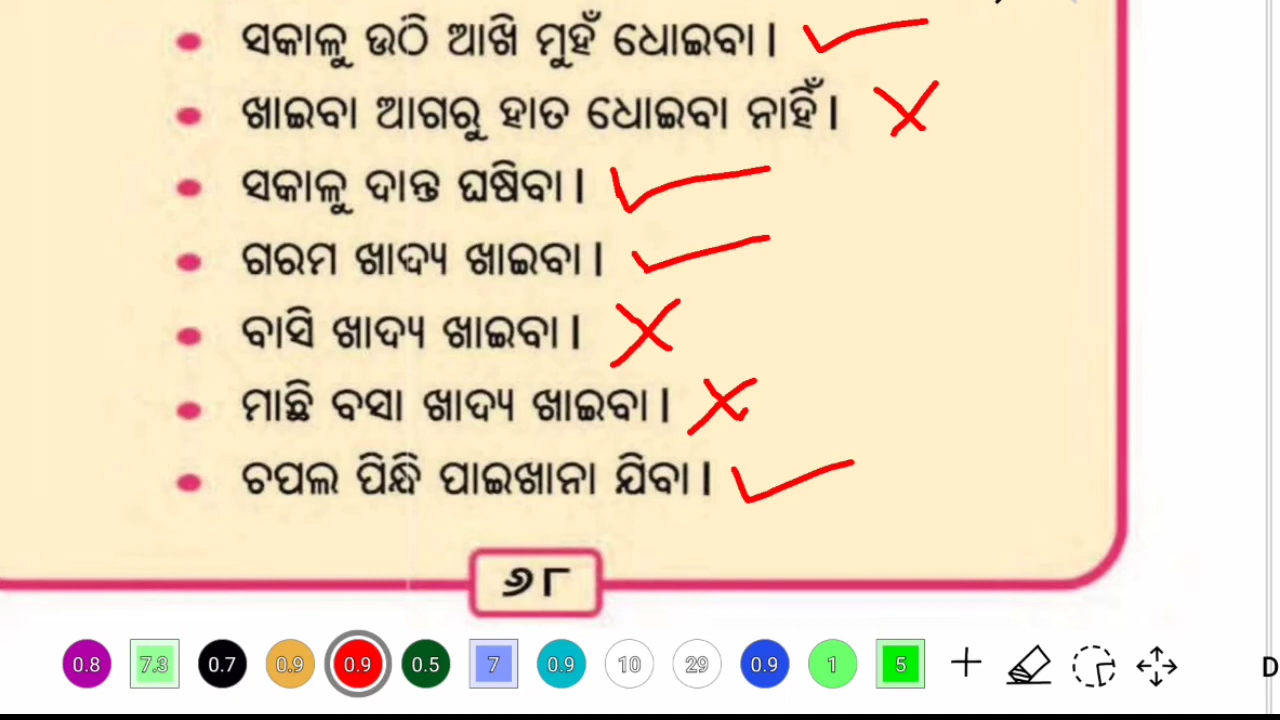 ସକାଳୁ ଉଠି ଆଖି ମୁହଁ ଧୋଇବା।
ଖାଇବା ଆଗରୁ ହାତ ଧୋଇବା ନାହିଁ।
ସକାଳୁ ଦାନ୍ତ ଘଷିବା।
ଗରମ ଖାଦ୍ୟ ଖାଇବା।
ବାସି ଖାଦ୍ୟ ଖାଇବା।
ମାଛି ବସା ଖାଦ୍ୟ ଖାଇବା।
ଚପଲ ପିନ୍ଧି ପାଇଖାନା ଯିବା।
୬୮
0.8 7.3 0.7 0.9 0.9 0.5 7 0.9 10 29 0.9 1 5 D